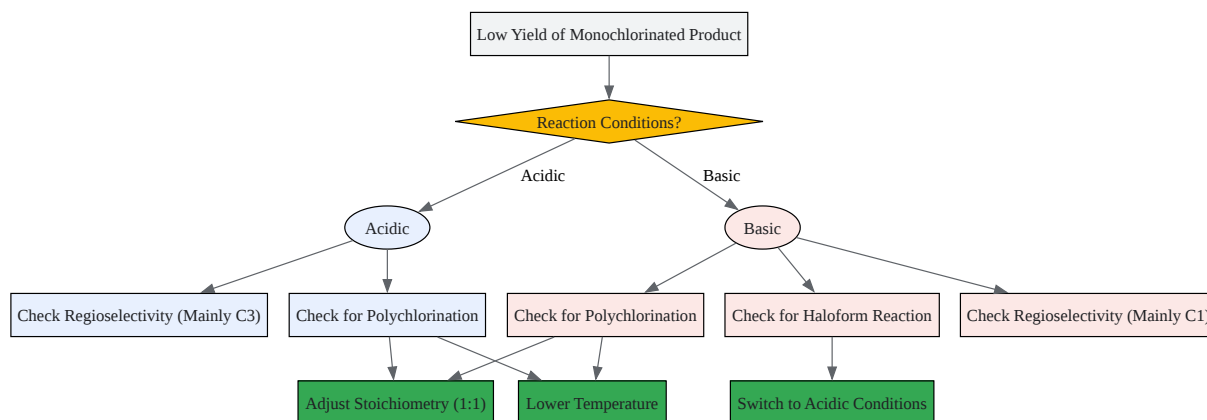 Low Yield of Monochlorinated Product
Reaction Conditions?
Acidic
Basic
Acidic
Basic
Check Regioselectivity (Mainly C3)
Check for Polychlorination
Check for Polychlorination
Check for Haloform Reaction
Check Regioselectivity (Mainly C1)
Adjust Stoichiometry (1:1)
Lower Temperature
Switch to Acidic Conditions